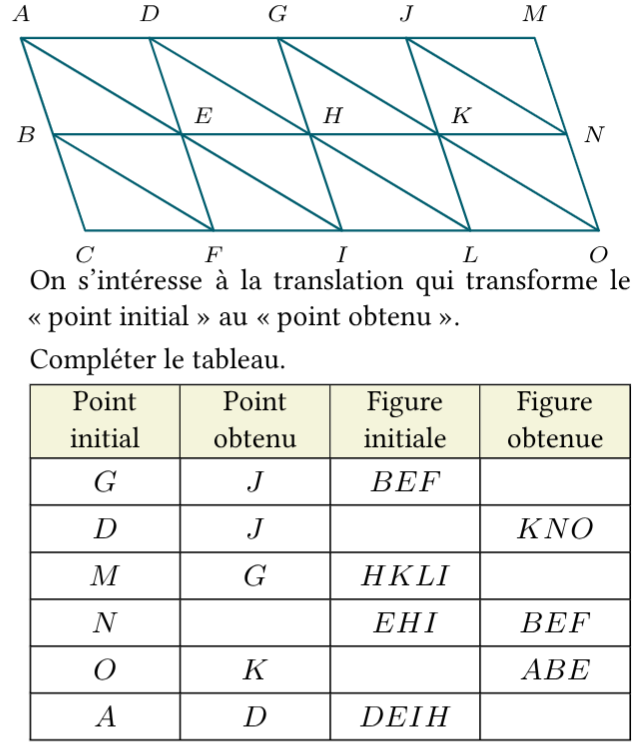 A D G J M
B E H K N
C F I L O
On s'intéresse à la translation qui transforme le
« point initial » au « point obtenu ».
Compléter le tableau.
Point initial | Point obtenu | Figure initiale | Figure obtenue
G | J | BEF |
D | J | | KNO
M | G | HKLI |
N | | EHI | BEF
O | K | | ABE
A | D | DEIH |